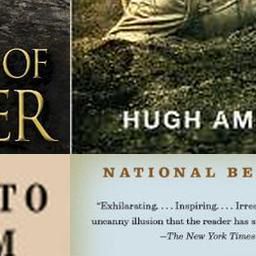 OF
ER
HUGH AM
TO
M
NATIONAL BE
"Exhilarating. . . . Inspiring. . . . Irres
uncanny illusion that the reader has s
—The New York Times